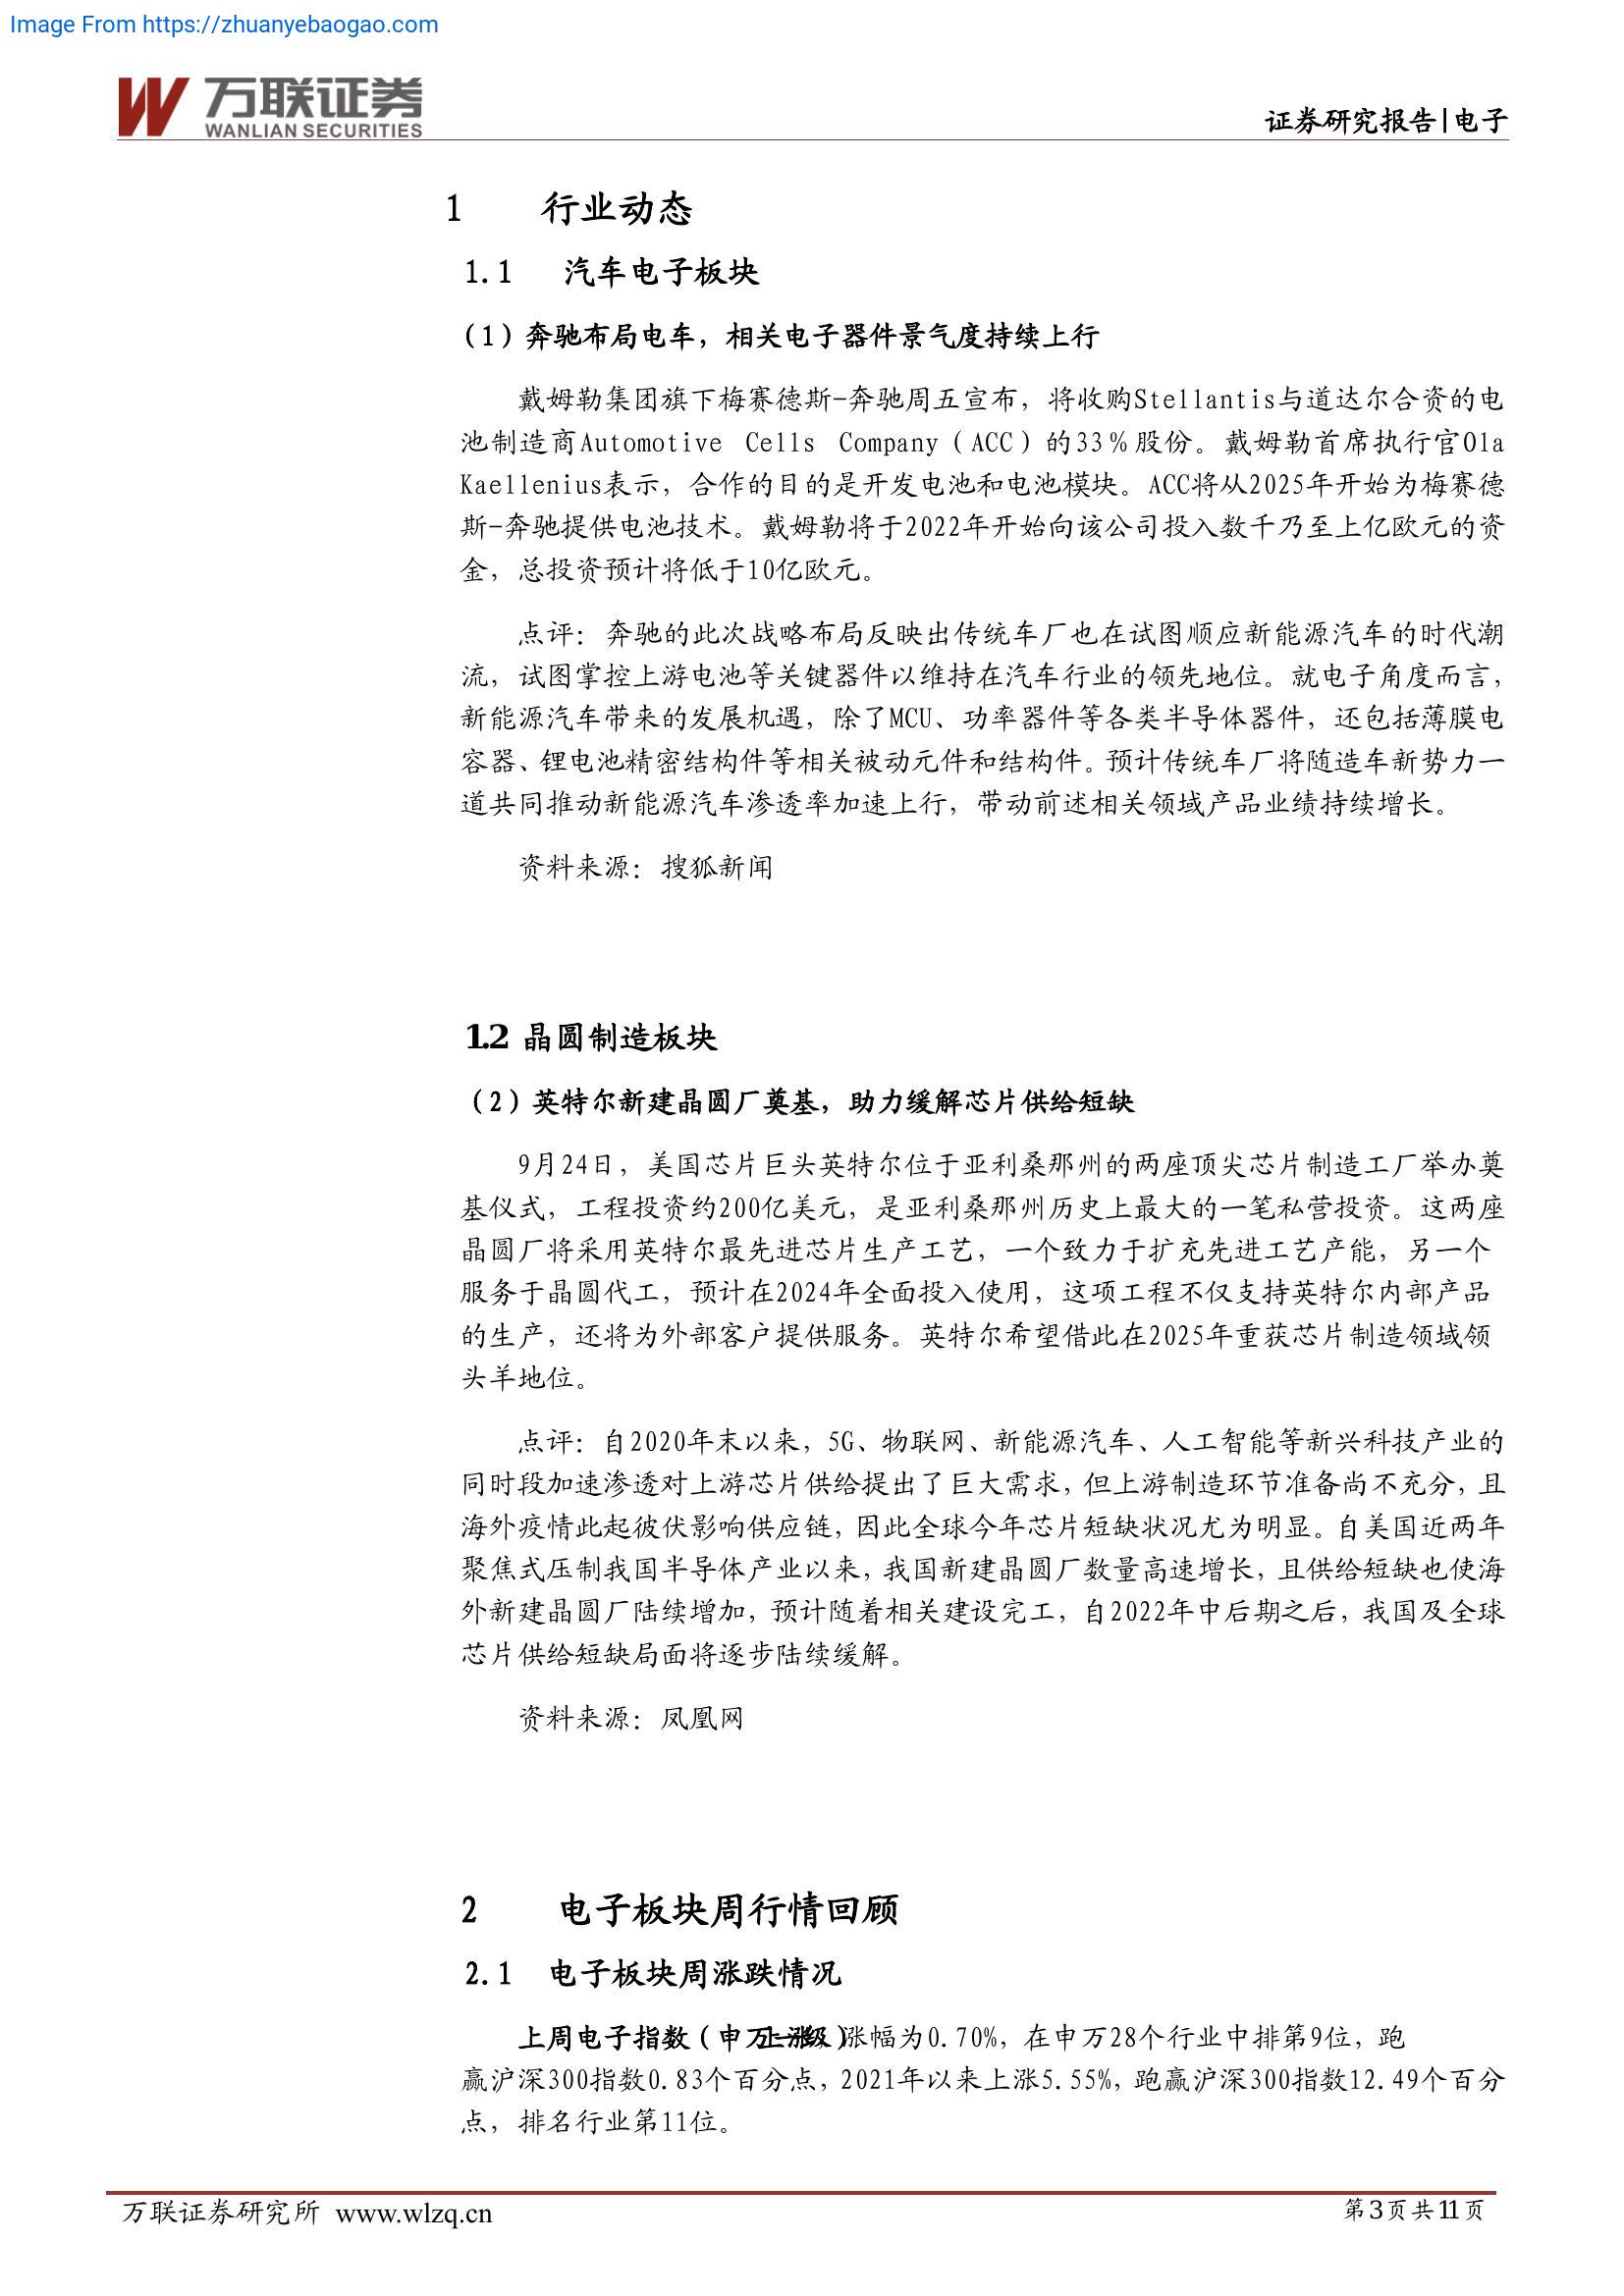 Image From https://zhuanyebaogao.com
万联证券
WANLIAN SECURITIES
证券研究报告|电子
1 行业动态
1.1 汽车电子板块
（1）奔驰布局电车，相关电子器件景气度持续上行
戴姆勒集团旗下梅赛德斯-奔驰周五宣布，将收购Stellantis与道达尔合资的电
池制造商Automotive Cells Company（ACC）的33％股份。戴姆勒首席执行官Ola
Kaellenius表示，合作的目的是开发电池和电池模块。ACC将从2025年开始为梅赛德
斯-奔驰提供电池技术。戴姆勒将于2022年开始向该公司投入数千乃至上亿欧元的资
金，总投资预计将低于10亿欧元。
点评：奔驰的此次战略布局反映出传统车厂也在试图顺应新能源汽车的时代潮
流，试图掌控上游电池等关键器件以维持在汽车行业的领先地位。就电子角度而言，
新能源汽车带来的发展机遇，除了MCU、功率器件等各类半导体器件，还包括薄膜电
容器、锂电池精密结构件等相关被动元件和结构件。预计传统车厂将随造车新势力一
道共同推动新能源汽车渗透率加速上行，带动前述相关领域产品业绩持续增长。
资料来源：搜狐新闻
1.2 晶圆制造板块
（2）英特尔新建晶圆厂奠基，助力缓解芯片供给短缺
9月24日，美国芯片巨头英特尔位于亚利桑那州的两座顶尖芯片制造工厂举办奠
基仪式，工程投资约200亿美元，是亚利桑那州历史上最大的一笔私营投资。这两座
晶圆厂将采用英特尔最先进芯片生产工艺，一个致力于扩充先进工艺产能，另一个
服务于晶圆代工，预计在2024年全面投入使用，这项工程不仅支持英特尔内部产品
的生产，还将为外部客户提供服务。英特尔希望借此在2025年重获芯片制造领域领
头羊地位。
点评：自2020年末以来，5G、物联网、新能源汽车、人工智能等新兴科技产业的
同时段加速渗透对上游芯片供给提出了巨大需求，但上游制造环节准备尚不充分，且
海外疫情此起彼伏影响供应链，因此全球今年芯片短缺状况尤为明显。自美国近两年
聚焦式压制我国半导体产业以来，我国新建晶圆厂数量高速增长，且供给短缺也使海
外新建晶圆厂陆续增加，预计随着相关建设完工，自2022年中后期之后，我国及全球
芯片供给短缺局面将逐步陆续缓解。
资料来源：凤凰网
2 电子板块周行情回顾
2.1 电子板块周涨跌情况
上周电子指数（申万一级）上涨，涨幅为0.70%，在申万28个行业中排第9位，跑
赢沪深300指数0.83个百分点，2021年以来上涨5.55%，跑赢沪深300指数12.49个百分
点，排名行业第11位。
万联证券研究所 www.wlzq.cn
第3页共11页